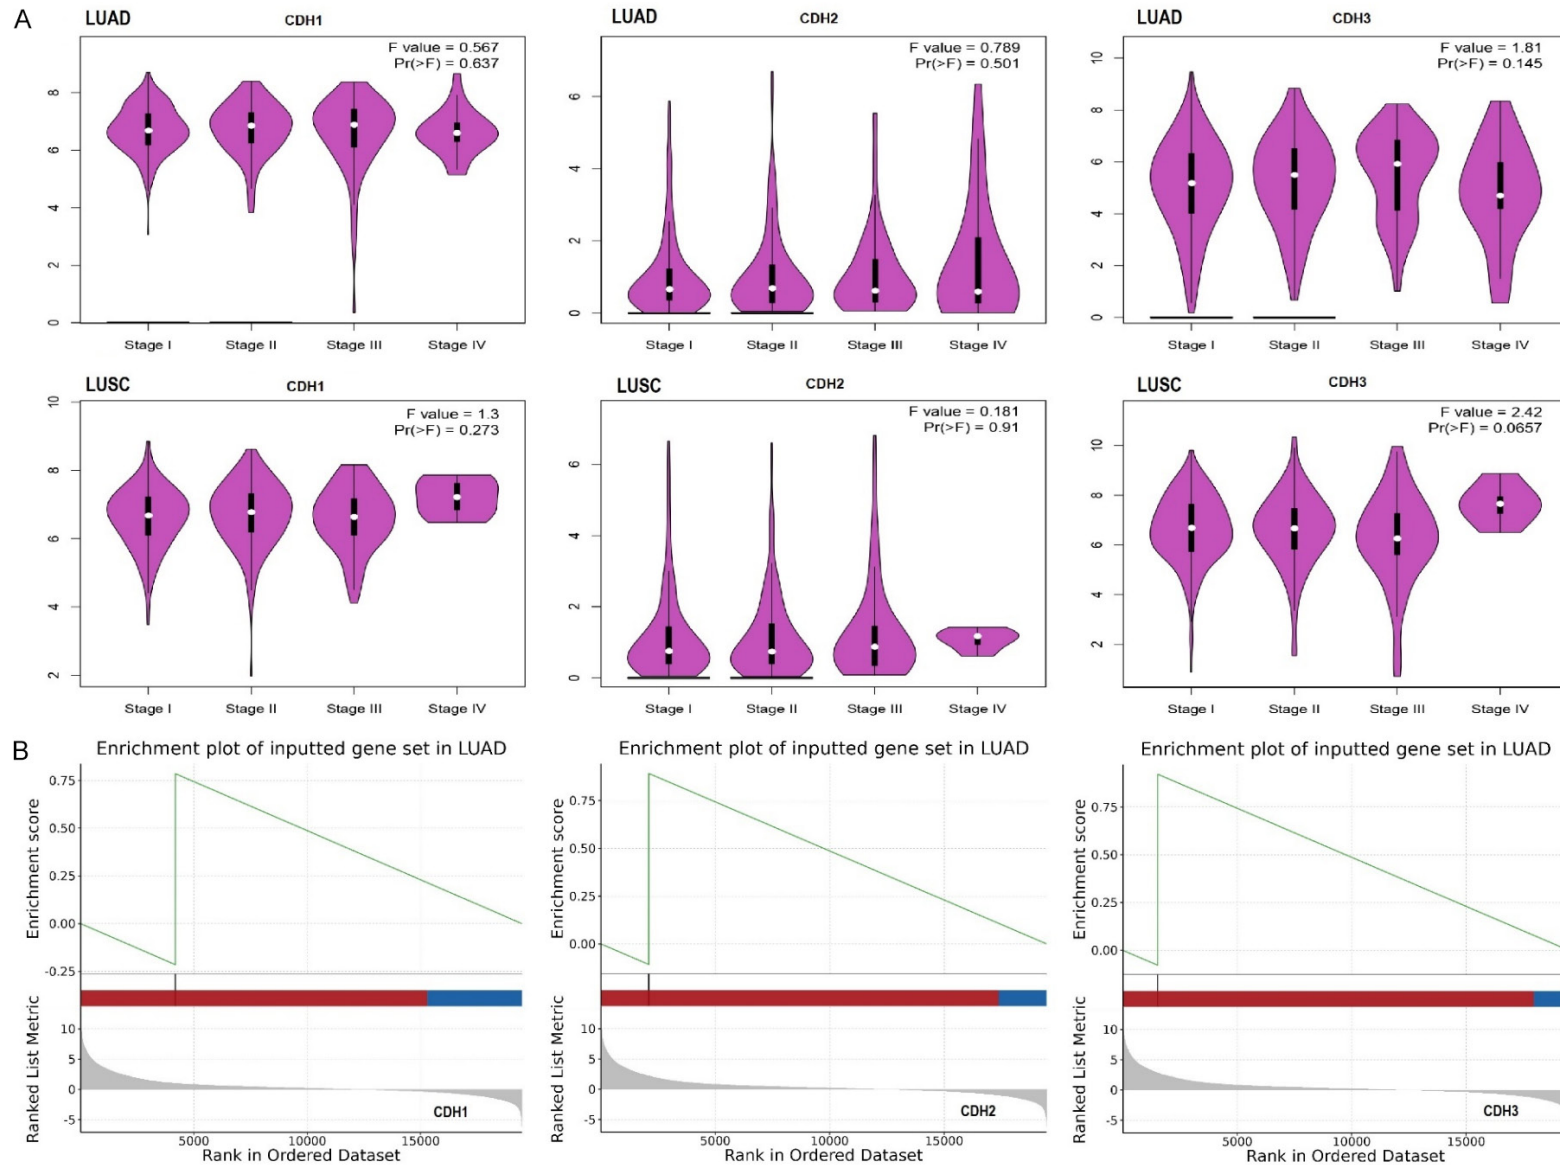 A
LUAD
CDH1
F value = 0.567
Pr(>F) = 0.637
8
6
4
2
0
Stage I
Stage II
Stage III
Stage IV
LUAD
CDH2
F value = 0.789
Pr(>F) = 0.501
6
4
2
0
Stage I
Stage II
Stage III
Stage IV
LUAD
CDH3
F value = 1.81
Pr(>F) = 0.145
10
8
6
4
2
0
Stage I
Stage II
Stage III
Stage IV
LUSC
CDH1
F value = 1.3
Pr(>F) = 0.273
10
8
6
4
2
Stage I
Stage II
Stage III
Stage IV
LUSC
CDH2
F value = 0.181
Pr(>F) = 0.91
6
4
2
0
Stage I
Stage II
Stage III
Stage IV
LUSC
CDH3
F value = 2.42
Pr(>F) = 0.0657
10
8
6
4
2
Stage I
Stage II
Stage III
Stage IV
B
Enrichment plot of inputted gene set in LUAD
Enrichment score
0.75
0.50
0.25
0.00
-0.25
Ranked List Metric
10
5
0
-5
CDH1
5000
10000
15000
Rank in Ordered Dataset
Enrichment plot of inputted gene set in LUAD
Enrichment score
0.75
0.50
0.25
0.00
Ranked List Metric
10
5
0
-5
CDH2
5000
10000
15000
Rank in Ordered Dataset
Enrichment plot of inputted gene set in LUAD
Enrichment score
0.75
0.50
0.25
0.00
Ranked List Metric
10
5
0
-5
CDH3
5000
10000
15000
Rank in Ordered Dataset